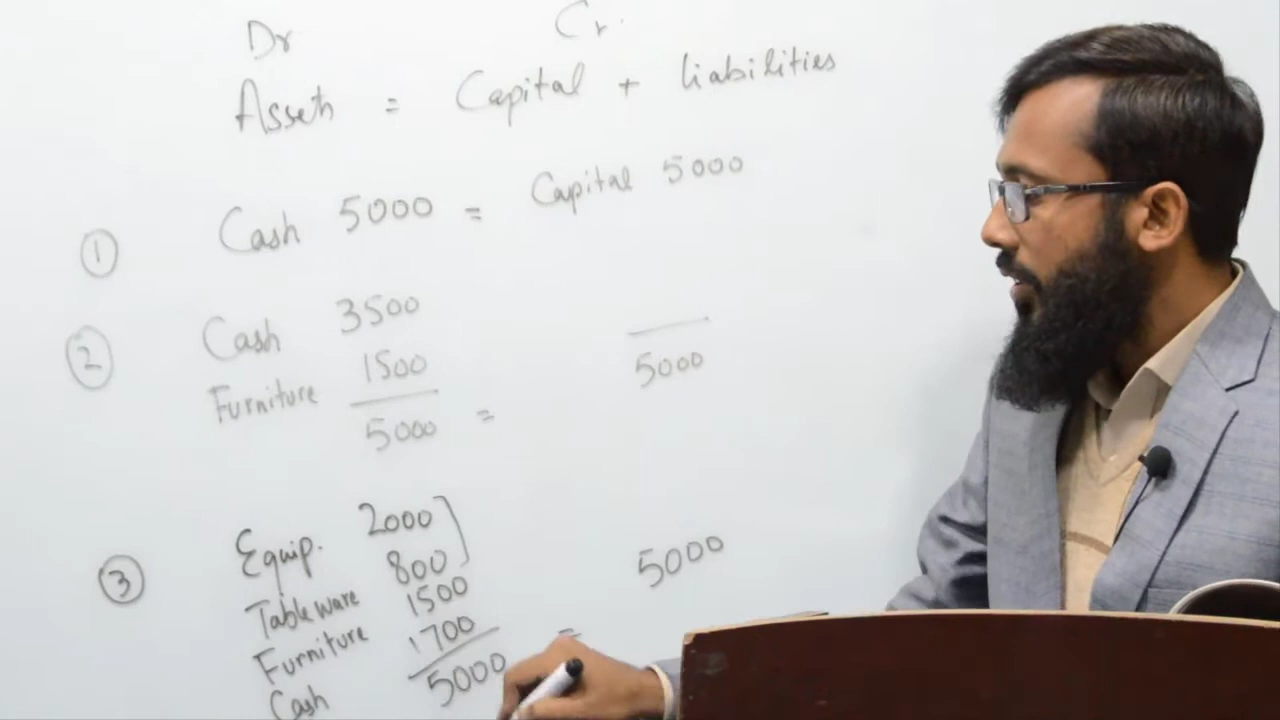 Dr Cr.
Assets = Capital + liabilities
① Cash 5000 = Capital 5000
② Cash 3500
Furniture 1500
5000 = 5000
③ Equip. 2000
Tableware 800 5000
Furniture 1500
Cash 1700
5000 =